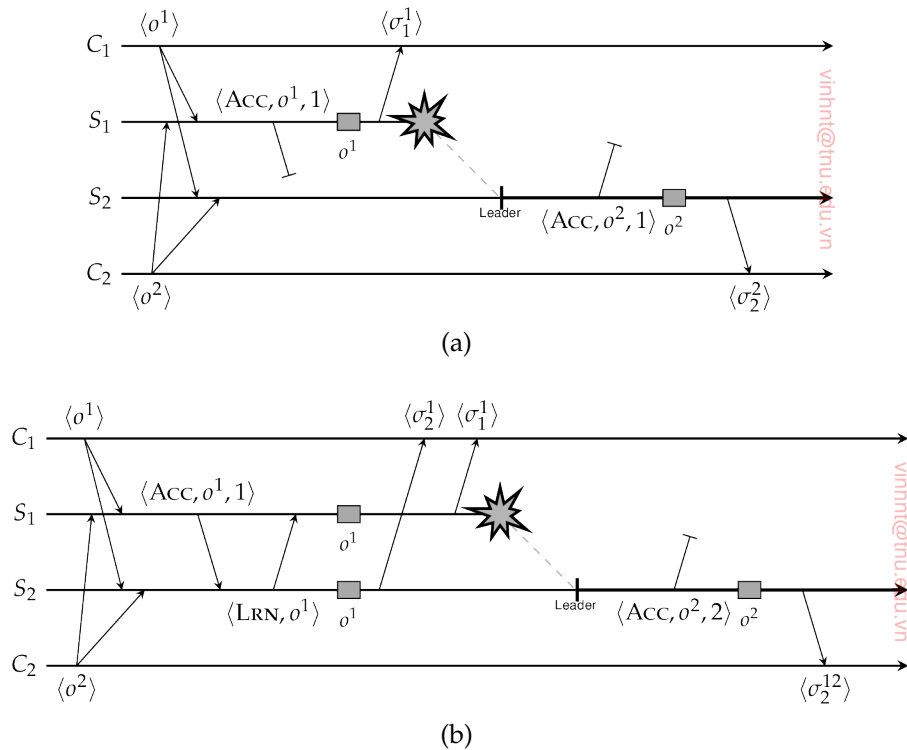 ⟨o¹⟩ ⟨σ₁¹⟩
C₁
⟨Acc, o¹, 1⟩
S₁
o¹
S₂
Leader
⟨Acc, o², 1⟩ o²
C₂
⟨o²⟩ ⟨σ₂²⟩
vinhnt@tnu.edu.vn
(a)
⟨o¹⟩ ⟨σ₂¹⟩ ⟨σ₁¹⟩
C₁
⟨Acc, o¹, 1⟩
S₁
o¹
S₂
Leader
⟨Lrn, o¹⟩ o¹ ⟨Acc, o², 2⟩ o²
C₂
⟨o²⟩ ⟨σ₂¹²⟩
vinhnt@tnu.edu.vn
(b)